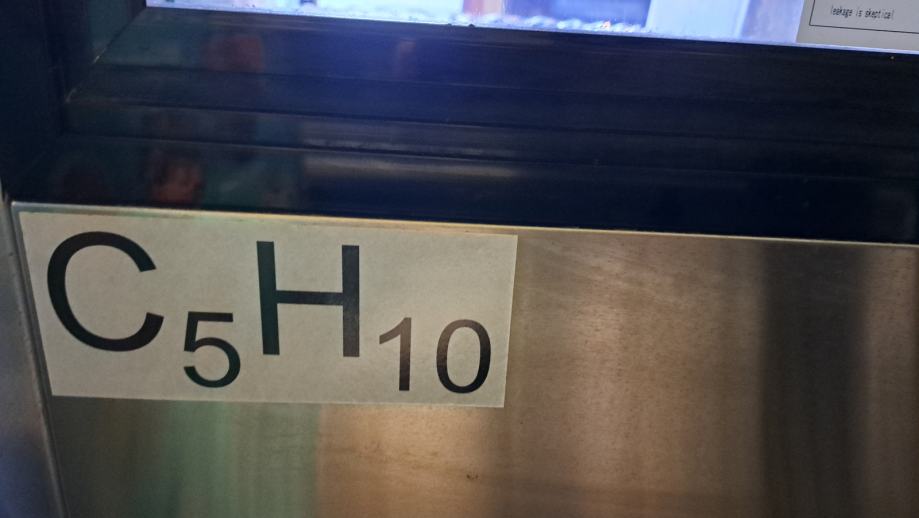 leakage is skeptical
C₅H₁₀